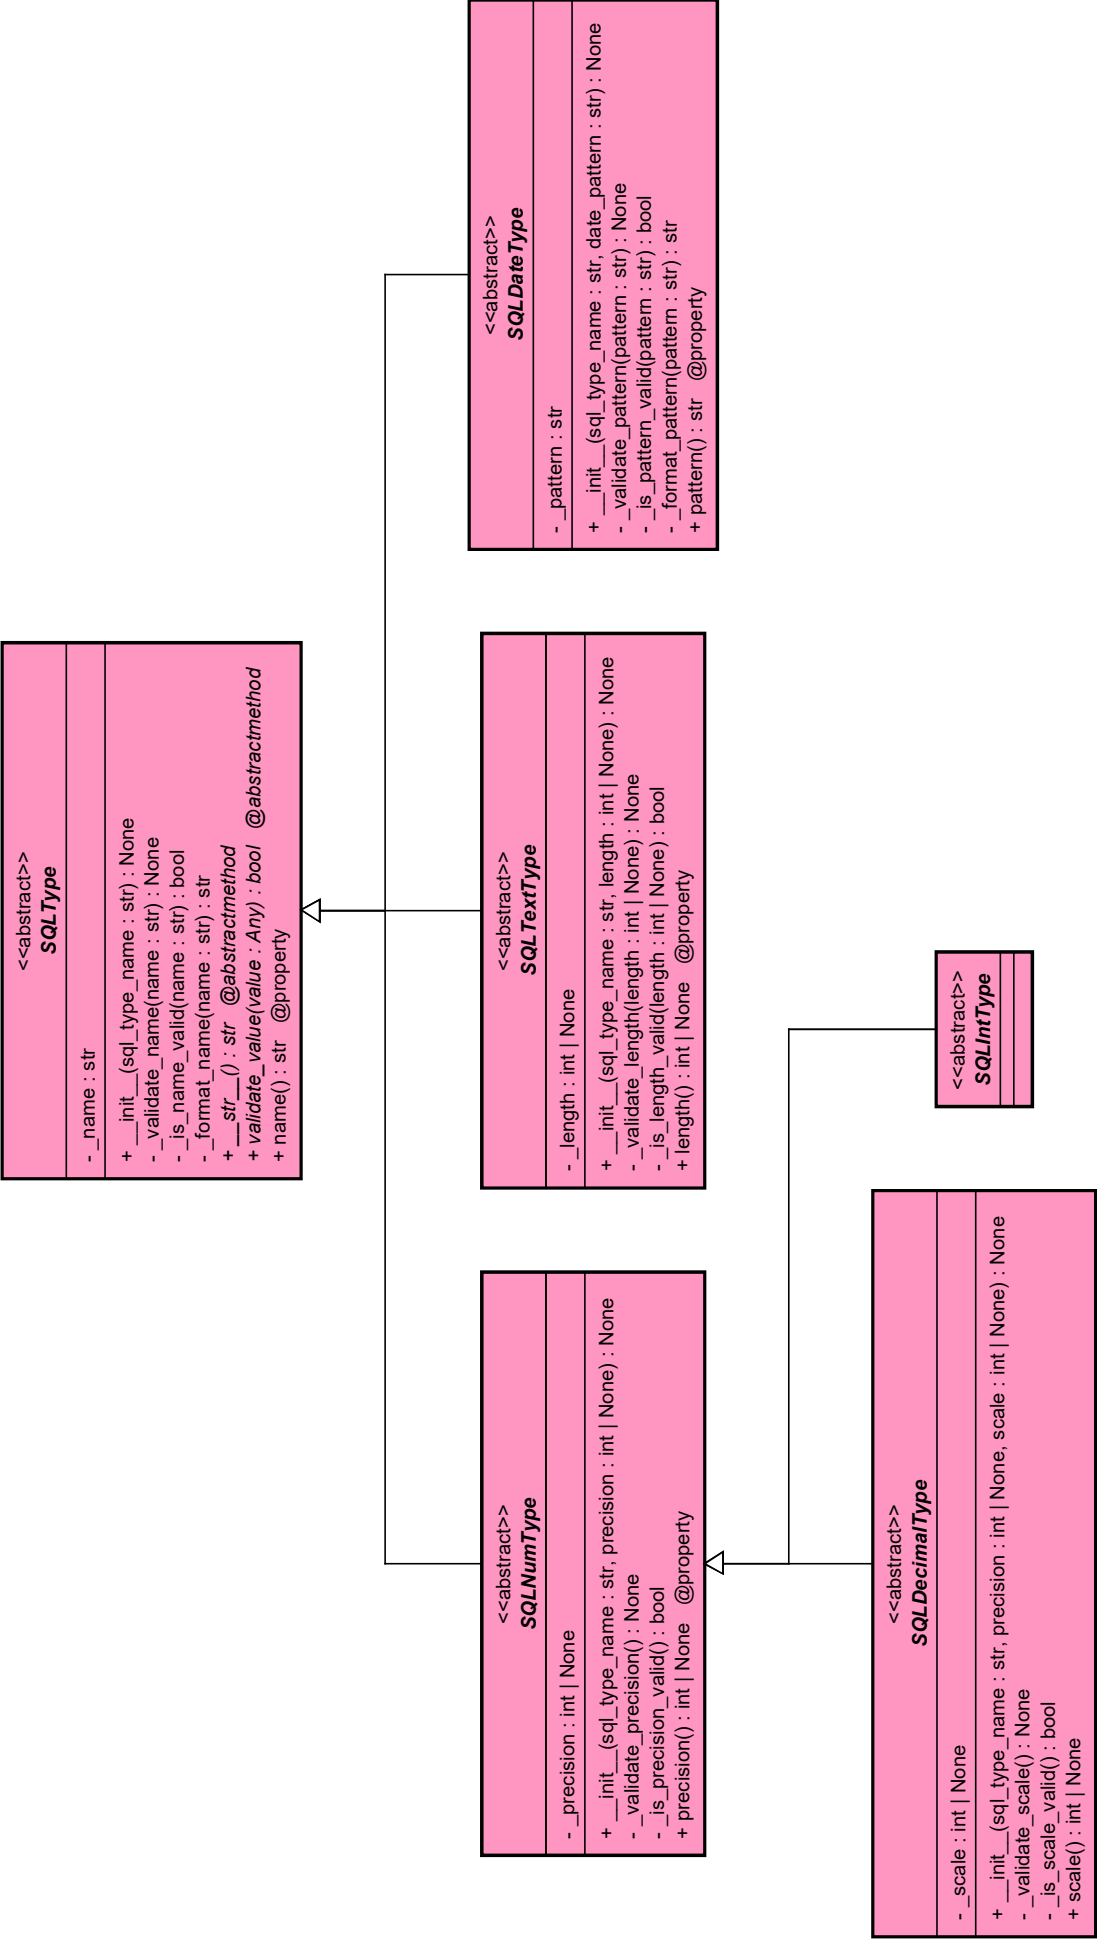 <<abstract>>
SQLType
- _name : str
+ __init__(sql_type_name : str) : None
- _validate_name(name : str) : None
- _is_name_valid(name : str) : bool
- _format_name(name : str) : str
+ __str__() : str @abstractmethod
+ validate_value(value : Any) : bool @abstractmethod
+ name() : str @property
<<abstract>>
SQLNumType
- _precision : int | None
+ __init__(sql_type_name : str, precision : int | None) : None
- _validate_precision() : None
- _is_precision_valid() : bool
+ precision() : int | None @property
<<abstract>>
SQLTextType
- _length : int | None
+ __init__(sql_type_name : str, length : int | None) : None
- _validate_length(length : int | None) : None
- _is_length_valid(length : int | None) : bool
+ length() : int | None @property
<<abstract>>
SQLDateType
- _pattern : str
+ __init__(sql_type_name : str, date_pattern : str) : None
- _validate_pattern(pattern : str) : None
- _is_pattern_valid(pattern : str) : bool
- _format_pattern(pattern : str) : str
+ pattern() : str @property
<<abstract>>
SQLDecimalType
- _scale : int | None
+ __init__(sql_type_name : str, precision : int | None, scale : int | None) : None
- _validate_scale() : None
- _is_scale_valid() : bool
+ scale() : int | None
<<abstract>>
SQLIntType